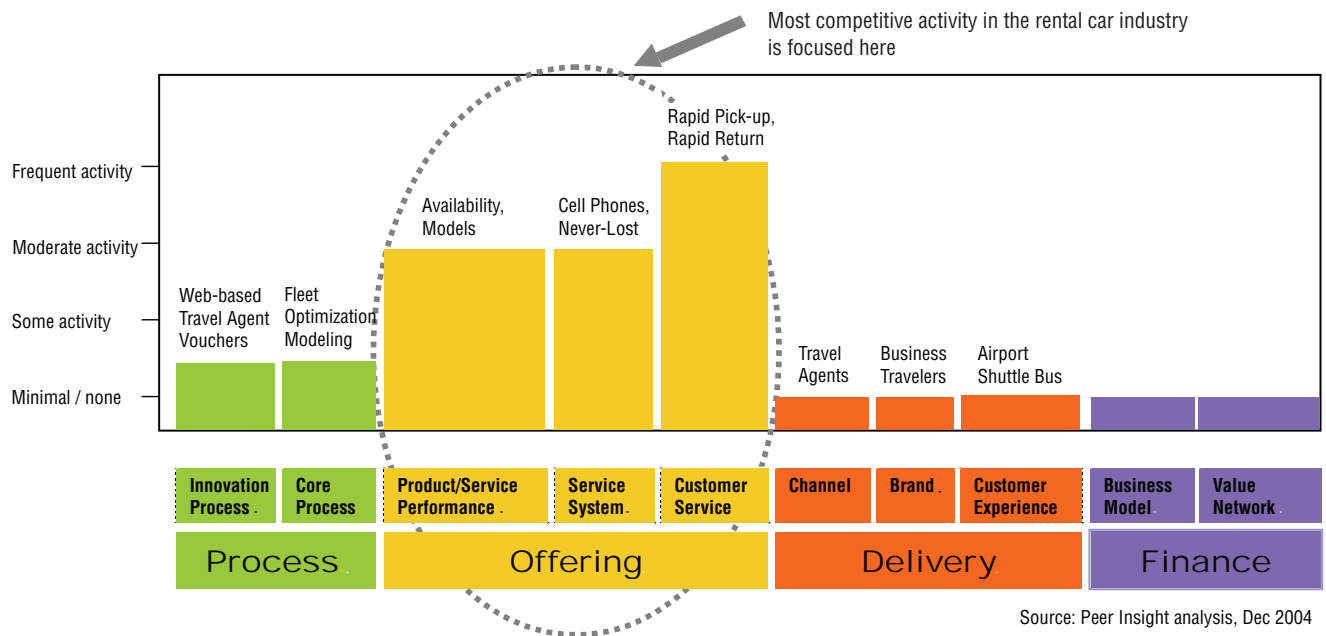 Most competitive activity in the rental car industry
is focused here
Frequent activity
Moderate activity
Some activity
Minimal / none
Web-based
Travel Agent
Vouchers
Fleet
Optimization
Modeling
Availability,
Models
Cell Phones,
Never-Lost
Rapid Pick-up,
Rapid Return
Travel
Agents
Business
Travelers
Airport
Shuttle Bus
Innovation
Process.
Core
Process
Product/Service
Performance.
Service
System.
Customer
Service
Channel
Brand.
Customer
Experience
Business
Model.
Value
Network.
Process.
Offering.
Delivery.
Finance
Source: Peer Insight analysis, Dec 2004